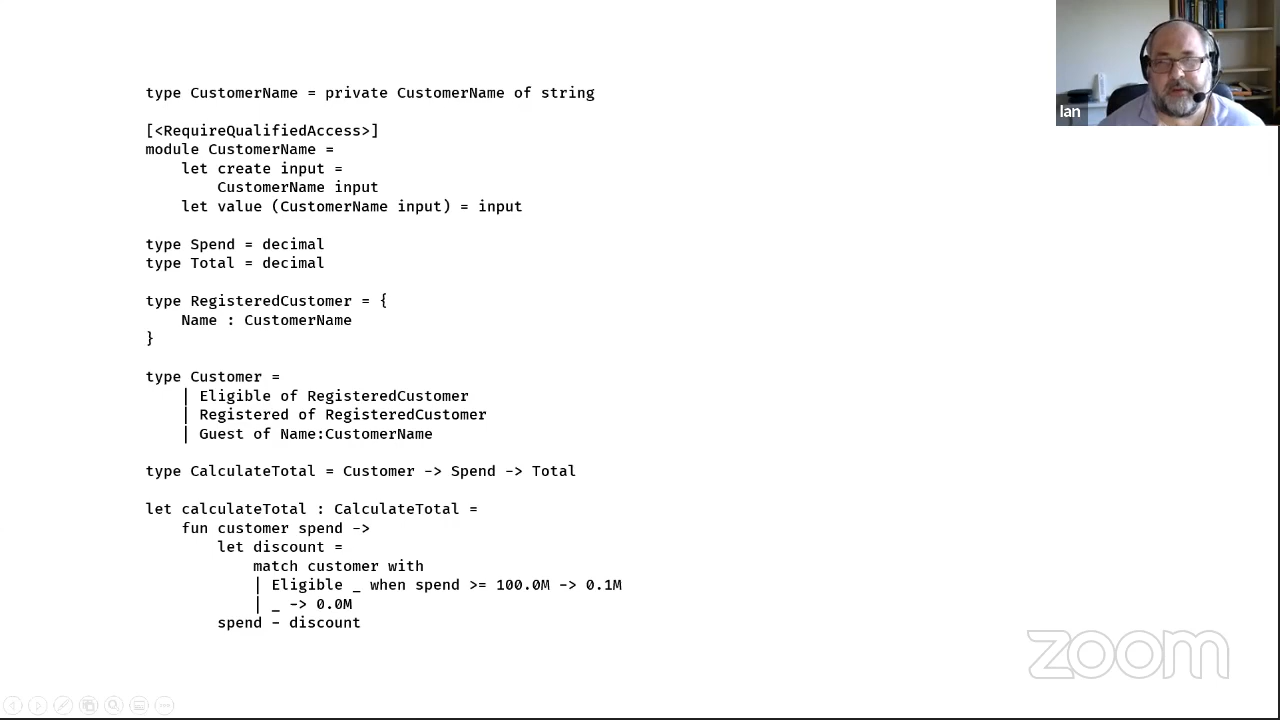 type CustomerName = private CustomerName of string
[<RequireQualifiedAccess>]
module CustomerName =
    let create input =
        CustomerName input
    let value (CustomerName input) = input
type Spend = decimal
type Total = decimal
type RegisteredCustomer = {
    Name : CustomerName
}
type Customer =
    | Eligible of RegisteredCustomer
    | Registered of RegisteredCustomer
    | Guest of Name:CustomerName
type CalculateTotal = Customer -> Spend -> Total
let calculateTotal : CalculateTotal =
    fun customer spend ->
        let discount =
            match customer with
            | Eligible _ when spend >= 100.0M -> 0.1M
            | _ -> 0.0M
        spend - discount
Ian
zoom